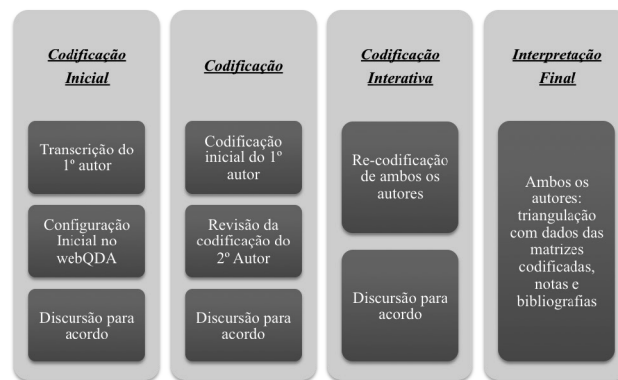 Codificação
Inicial
Transcrição do
1º autor
Configuração
Inicial no
webQDA
Discursão para
acordo
Codificação
Codificação
inicial do 1º
autor
Revisão da
codificação do
2º Autor
Discursão para
acordo
Codificação
Interativa
Re-codificação
de ambos os
autores
Discursão para
acordo
Interpretação
Final
Ambos os
autores:
triangulação
com dados das
matrizes
codificadas,
notas e
bibliografias